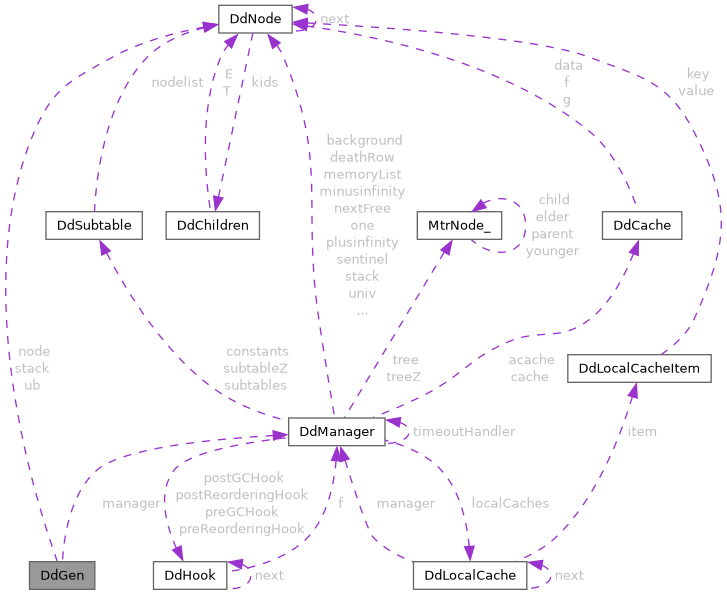 DdNode
next
data
f
g
key
value
nodelist
E
T
kids
background
deathRow
memoryList
minusinfinity
nextFree
one
plusinfinity
sentinel
stack
univ
...
child
elder
parent
younger
DdSubtable
DdChildren
MtrNode_
DdCache
node
stack
ub
constants
subtableZ
subtables
tree
treeZ
acache
cache
DdLocalCacheItem
DdManager
timeoutHandler
item
manager
postGCHook
postReorderingHook
preGCHook
preReorderingHook
f
manager
localCaches
DdGen
DdHook
next
DdLocalCache
next